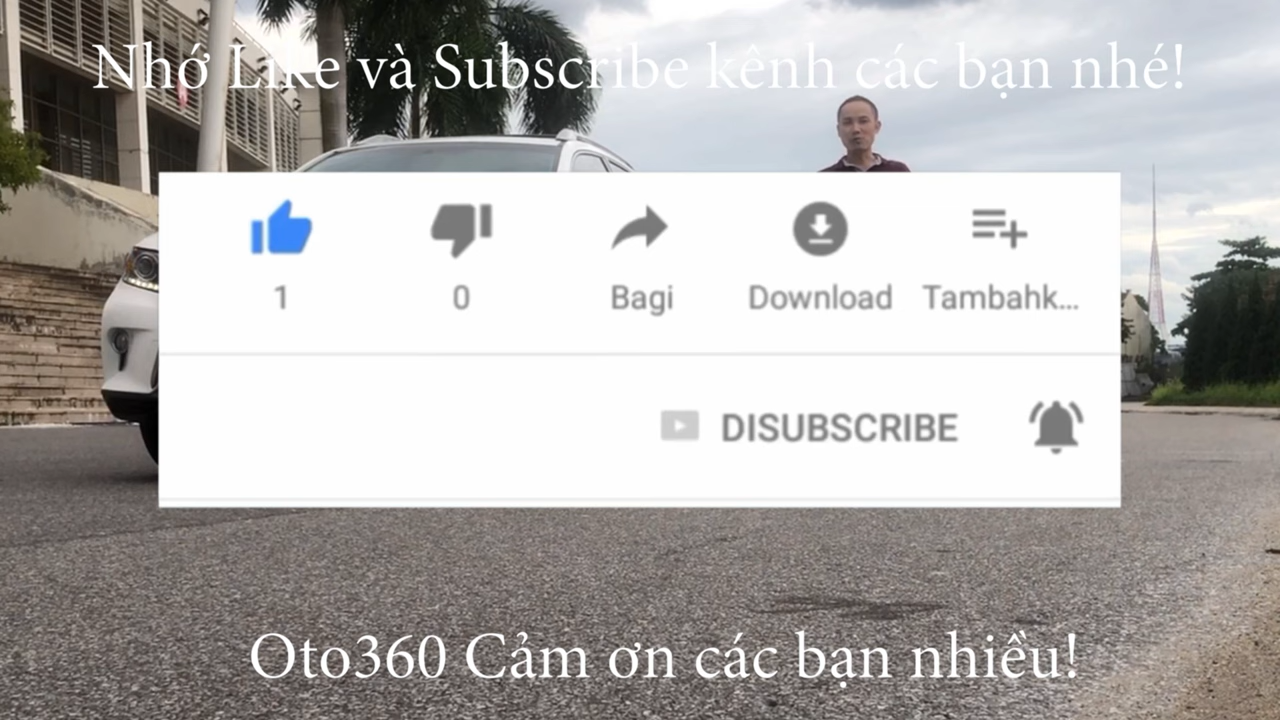 Nhớ Like và Subscribe kênh các bạn nhé!
1 0 Bagi Download Tambahk...
DISUBSCRIBE
Oto360 Cảm ơn các bạn nhiều!